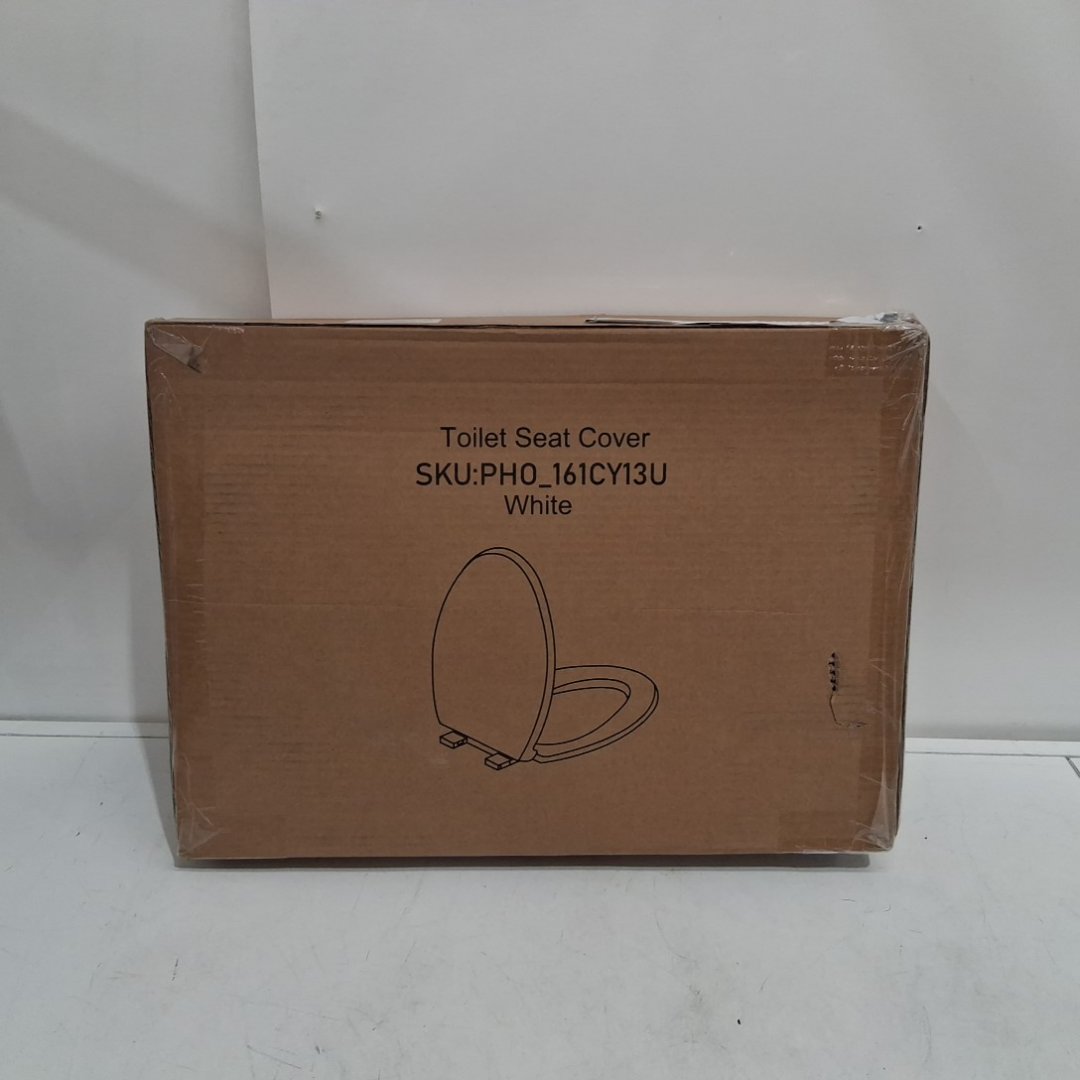 Toilet Seat Cover
SKU:PHO_161CY13U
White